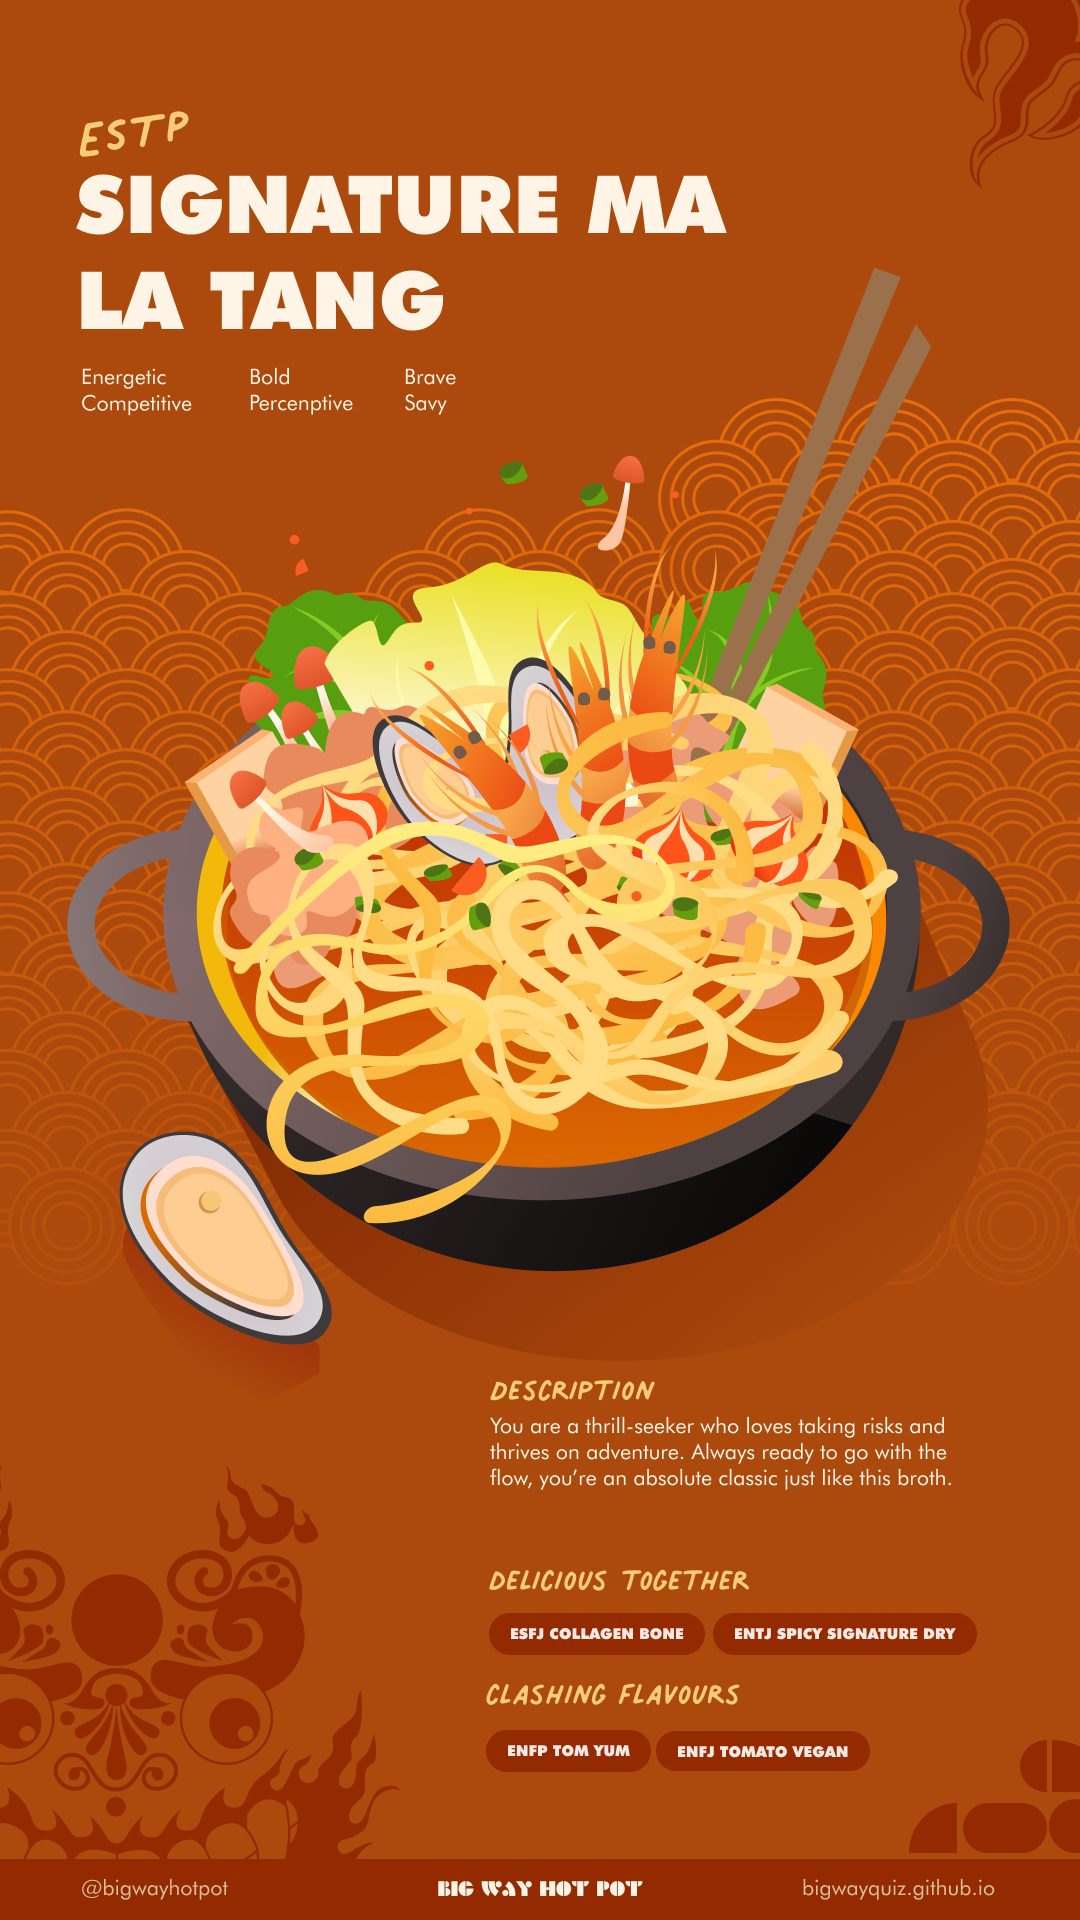 ESTP
SIGNATURE MA
LA TANG
Energetic Bold Brave
Competitive Percenptive Savy
DESCRIPTION
You are a thrill-seeker who loves taking risks and
thrives on adventure. Always ready to go with the
flow, you’re an absolute classic just like this broth.
DELICIOUS TOGETHER
ESFJ COLLAGEN BONE ENTJ SPICY SIGNATURE DRY
CLASHING FLAVOURS
ENFP TOM YUM ENFJ TOMATO VEGAN
@bigwayhotpot BIG WAY HOT POT bigwayquiz.github.io